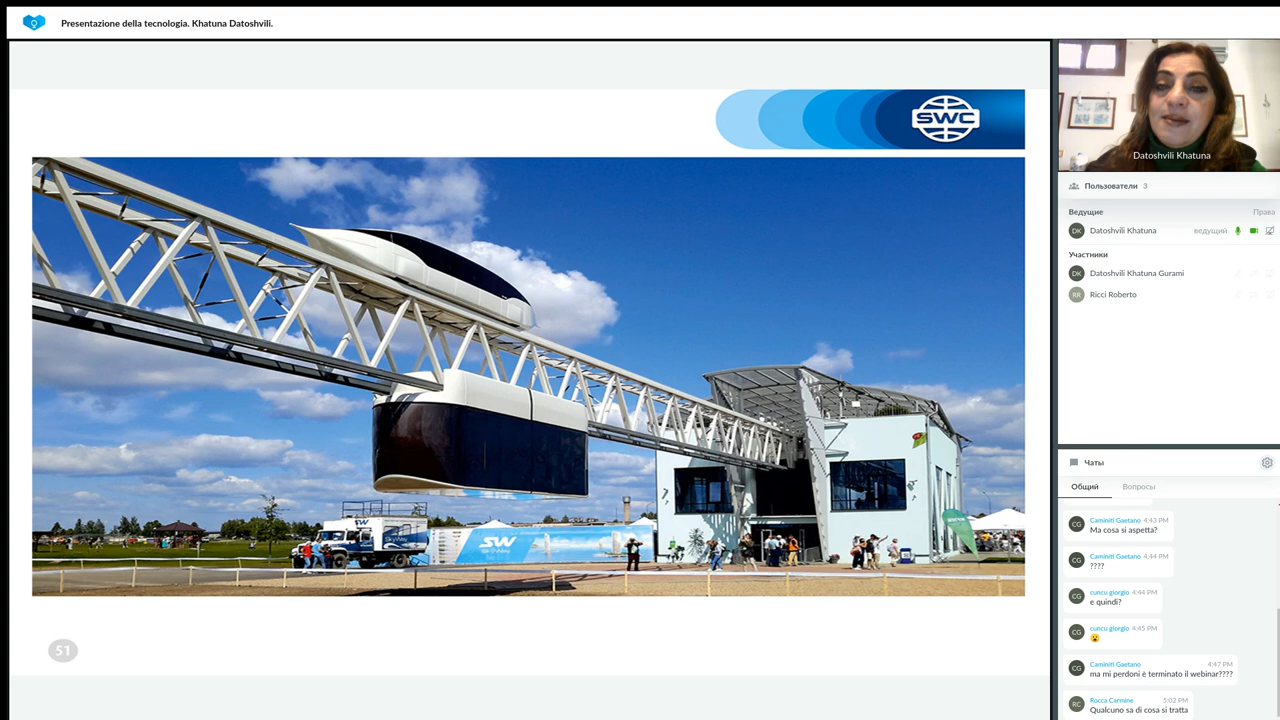 Presentazione della tecnologia. Khatuna Datoshvili.
SWC
SW
SkyWay
SW
SKYWAY
51
Datoshvili Khatuna
Пользователи 3
Ведущие Права
DK Datoshvili Khatuna ведущий
Участники
DK Datoshvili Khatuna Gurami
RR Ricci Roberto
Чаты
Общий Вопросы
CG Caminiti Gaetano 4:43 PM
Ma cosa si aspetta?
CG Caminiti Gaetano 4:44 PM
????
CG cuncu giorgio 4:44 PM
e quindi?
CG cuncu giorgio 4:45 PM
😮
CG Caminiti Gaetano 4:47 PM
ma mi perdoni è terminato il webinar????
RC Rocca Carmine 5:02 PM
Qualcuno sa di cosa si tratta